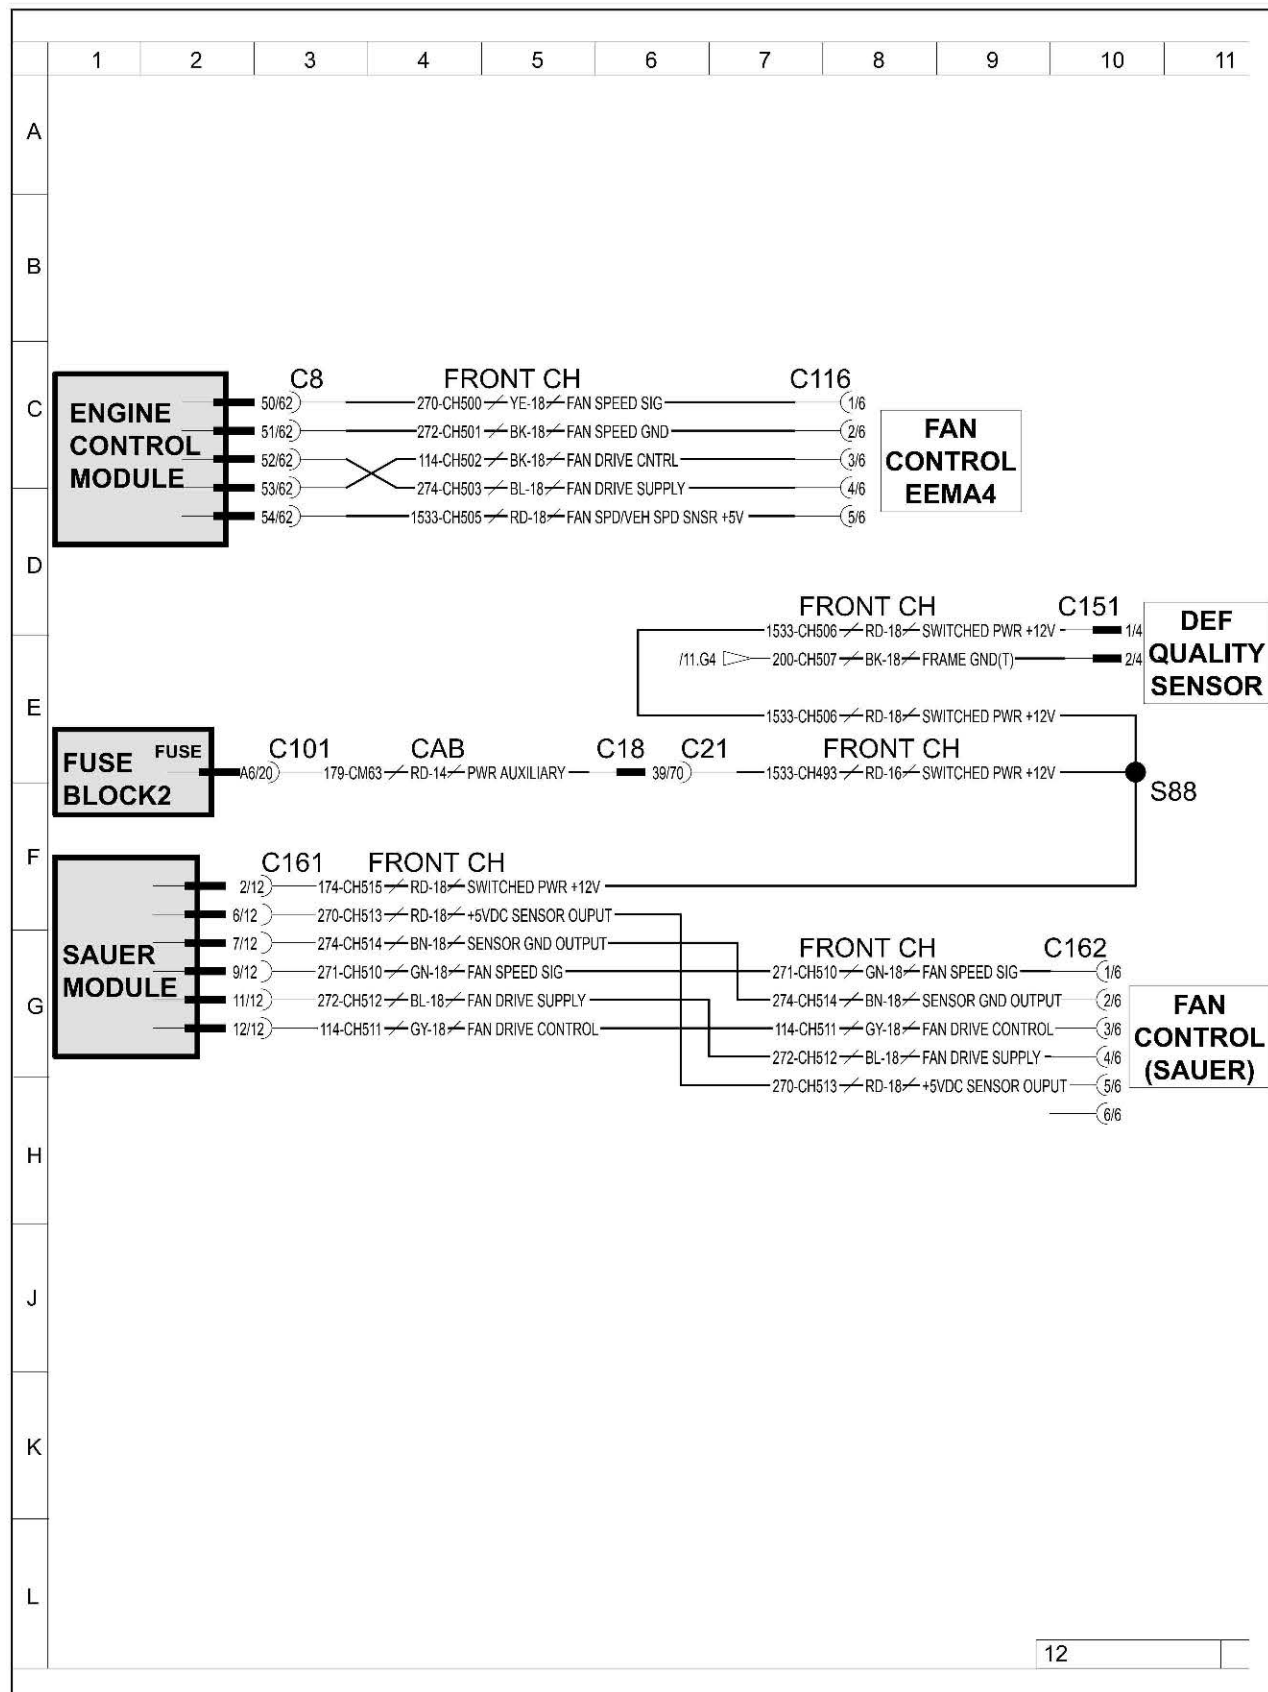 1 2 3 4 5 6 7 8 9 10 11
A
B
C8 FRONT CH C116
C
50/62 270-CH500 YE-18 FAN SPEED SIG 1/6
51/62 272-CH501 BK-18 FAN SPEED GND 2/6
52/62 114-CH502 BK-18 FAN DRIVE CNTRL 3/6
53/62 274-CH503 BL-18 FAN DRIVE SUPPLY 4/6
54/62 1533-CH505 RD-18 FAN SPD/VEH SPD SNSR +5V 5/6
ENGINE
CONTROL
MODULE
FAN
CONTROL
EEMA4
D
FRONT CH C151
1533-CH506 RD-18 SWITCHED PWR +12V 1/4
/11.G4 200-CH507 BK-18 FRAME GND(T) 2/4
DEF
QUALITY
SENSOR
E
1533-CH506 RD-18 SWITCHED PWR +12V
FUSE
BLOCK2
FUSE
C101 CAB C18 C21 FRONT CH
A6/20 179-CM63 RD-14 PWR AUXILIARY 39/70 1533-CH493 RD-16 SWITCHED PWR +12V
S88
F
C161 FRONT CH
2/12 174-CH515 RD-18 SWITCHED PWR +12V
6/12 270-CH513 RD-18 +5VDC SENSOR OUPUT
7/12 274-CH514 BN-18 SENSOR GND OUTPUT
9/12 271-CH510 GN-18 FAN SPEED SIG
11/12 272-CH512 BL-18 FAN DRIVE SUPPLY
12/12 114-CH511 GY-18 FAN DRIVE CONTROL
SAUER
MODULE
G
FRONT CH C162
271-CH510 GN-18 FAN SPEED SIG 1/6
274-CH514 BN-18 SENSOR GND OUTPUT 2/6
114-CH511 GY-18 FAN DRIVE CONTROL 3/6
272-CH512 BL-18 FAN DRIVE SUPPLY 4/6
270-CH513 RD-18 +5VDC SENSOR OUPUT 5/6
6/6
FAN
CONTROL
(SAUER)
H
J
K
L
12